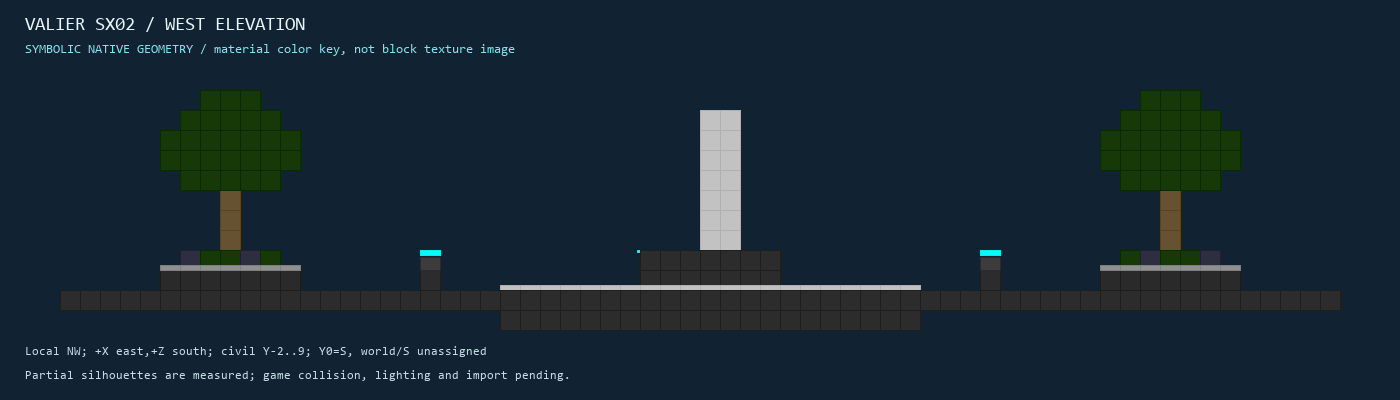 VALIER SX02 / WEST ELEVATION
SYMBOLIC NATIVE GEOMETRY / material color key, not block texture image
Local NW; +X east,+Z south; civil Y-2..9; Y0=S, world/S unassigned
Partial silhouettes are measured; game collision, lighting and import pending.